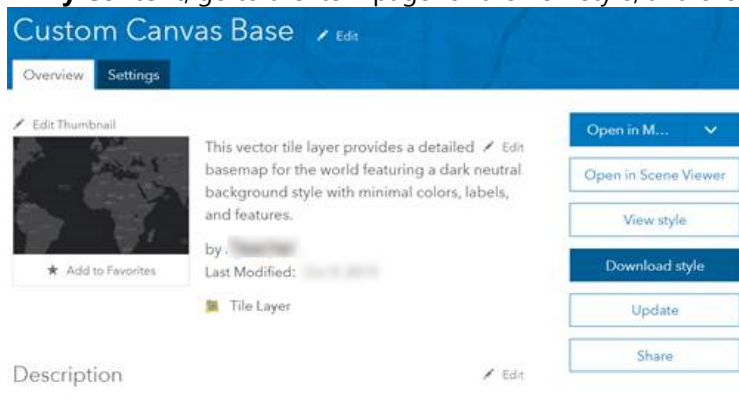 Custom Canvas Base Edit
Overview Settings
Edit Thumbnail
This vector tile layer provides a detailed Edit
basemap for the world featuring a dark neutral
background style with minimal colors, labels,
and features.
by
Last Modified:
Add to Favorites
Tile Layer
Description Edit
Open in M...
Open in Scene Viewer
View style
Download style
Update
Share